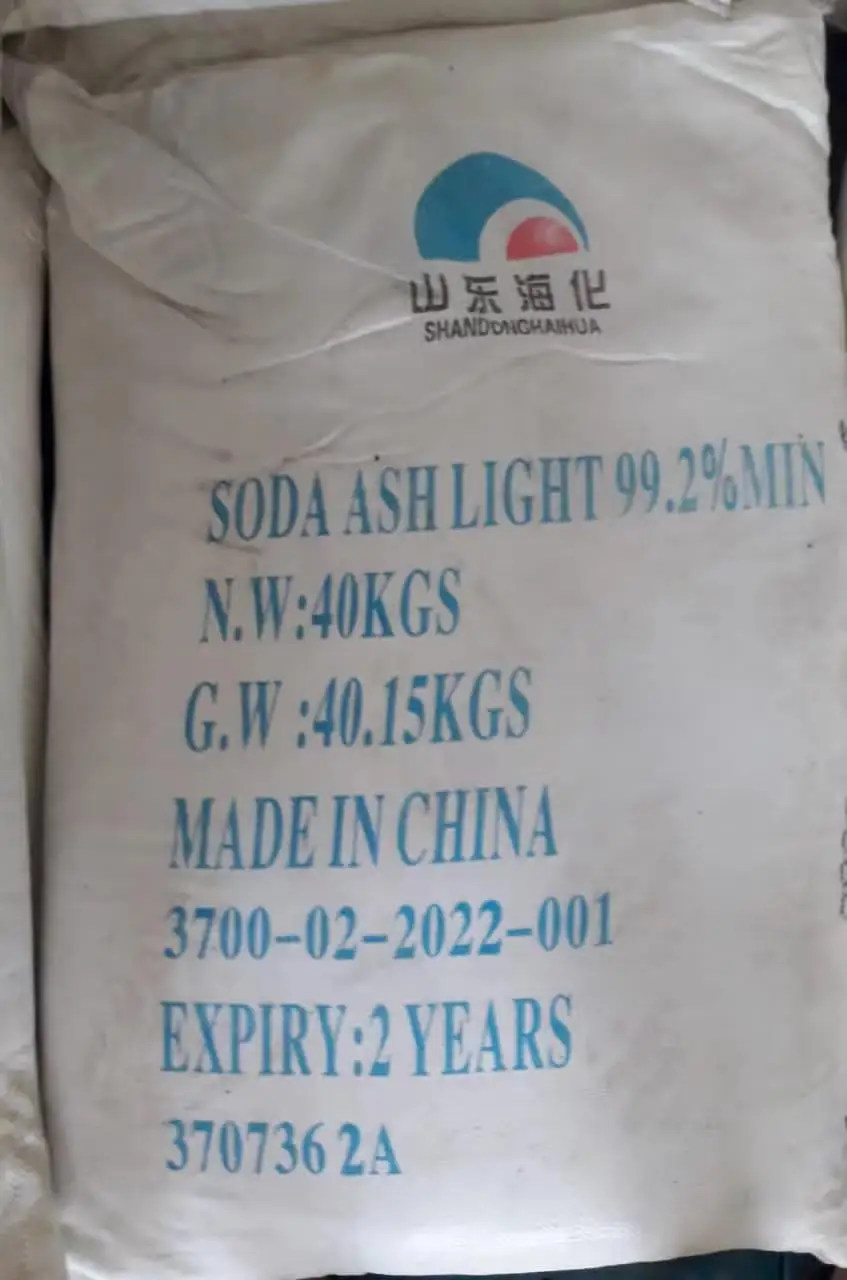 山东海化
SHANDONGHAIHUA
SODA ASH LIGHT 99.2%MIN
N.W:40KGS
G.W :40.15KGS
MADE IN CHINA
3700-02-2022-001
EXPIRY:2 YEARS
370736 2A